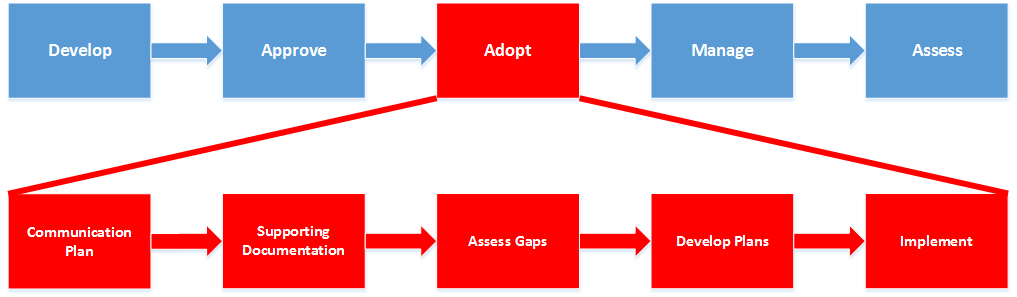 Develop
Approve
Adopt
Manage
Assess
Communication
Plan
Supporting
Documentation
Assess Gaps
Develop Plans
Implement